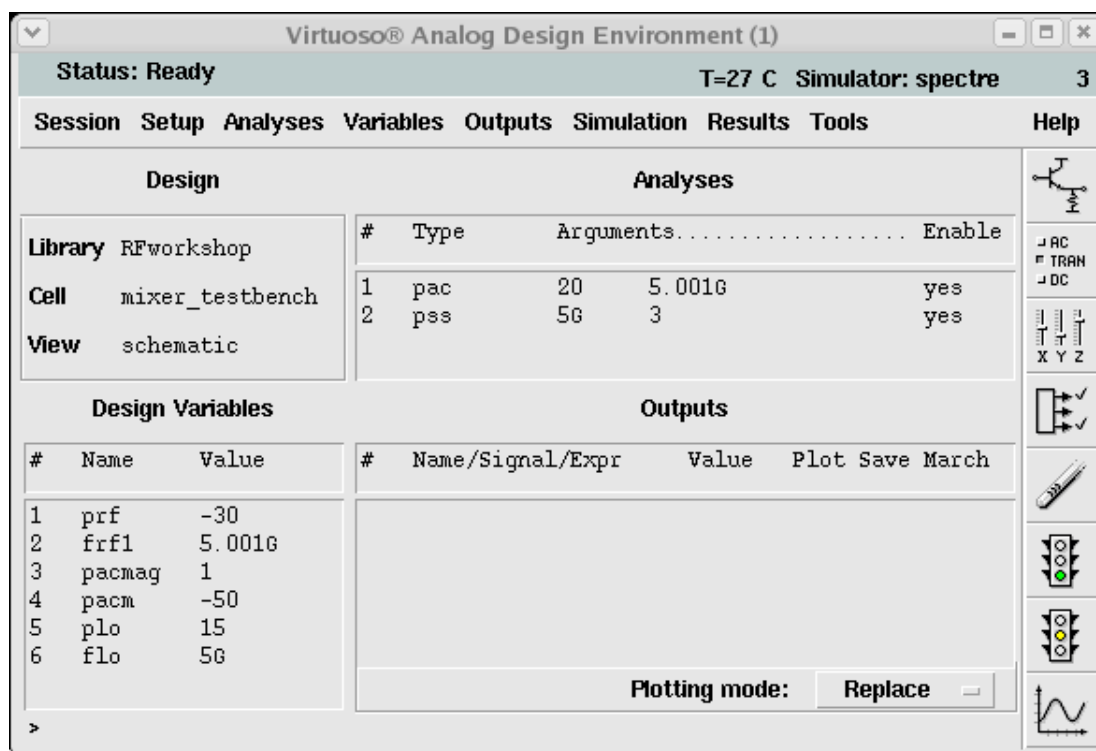 Virtuoso® Analog Design Environment (1)
Status: Ready T=27 C Simulator: spectre 3
Session Setup Analyses Variables Outputs Simulation Results Tools Help
Design
Library RFworkshop
Cell mixer_testbench
View schematic
Analyses
# Type Arguments.................. Enable
1 pac 20 5.001G yes
2 pss 5G 3 yes
AC
TRAN
DC
X Y Z
Design Variables
# Name Value
1 prf -30
2 frf1 5.001G
3 pacmag 1
4 pacm -50
5 plo 15
6 flo 5G
Outputs
# Name/Signal/Expr Value Plot Save March
Plotting mode: Replace
>